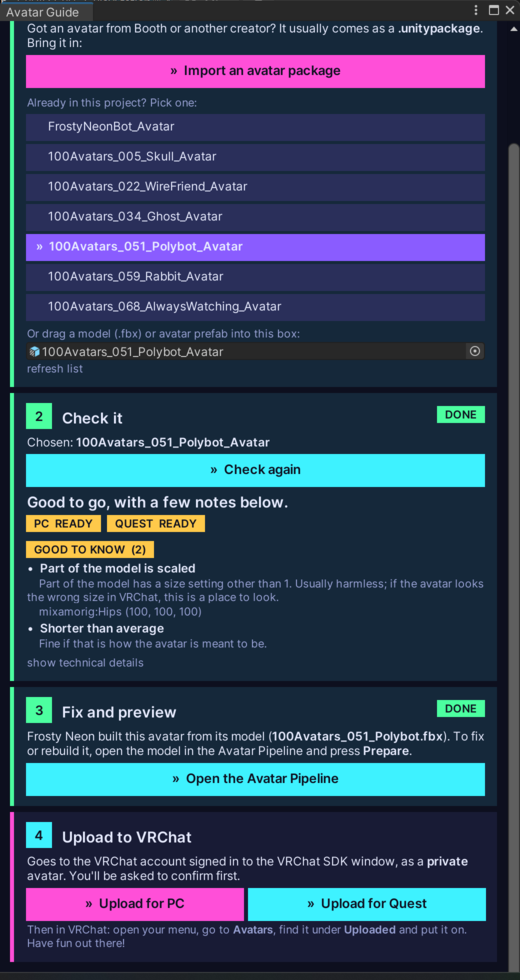 Avatar Guide
Got an avatar from Booth or another creator? It usually comes as a .unitypackage.
Bring it in:
» Import an avatar package
Already in this project? Pick one:
FrostyNeonBot_Avatar
100Avatars_005_Skull_Avatar
100Avatars_022_WireFriend_Avatar
100Avatars_034_Ghost_Avatar
» 100Avatars_051_Polybot_Avatar
100Avatars_059_Rabbit_Avatar
100Avatars_068_AlwaysWatching_Avatar
Or drag a model (.fbx) or avatar prefab into this box:
100Avatars_051_Polybot_Avatar
refresh list
2 Check it DONE
Chosen: 100Avatars_051_Polybot_Avatar
» Check again
Good to go, with a few notes below.
PC READY QUEST READY
GOOD TO KNOW (2)
• Part of the model is scaled
Part of the model has a size setting other than 1. Usually harmless; if the avatar looks
the wrong size in VRChat, this is a place to look.
mixamorig:Hips (100, 100, 100)
• Shorter than average
Fine if that is how the avatar is meant to be.
show technical details
3 Fix and preview DONE
Frosty Neon built this avatar from its model (100Avatars_051_Polybot.fbx). To fix
or rebuild it, open the model in the Avatar Pipeline and press Prepare.
» Open the Avatar Pipeline
4 Upload to VRChat
Goes to the VRChat account signed in to the VRChat SDK window, as a private
avatar. You'll be asked to confirm first.
» Upload for PC » Upload for Quest
Then in VRChat: open your menu, go to Avatars, find it under Uploaded and put it on.
Have fun out there!